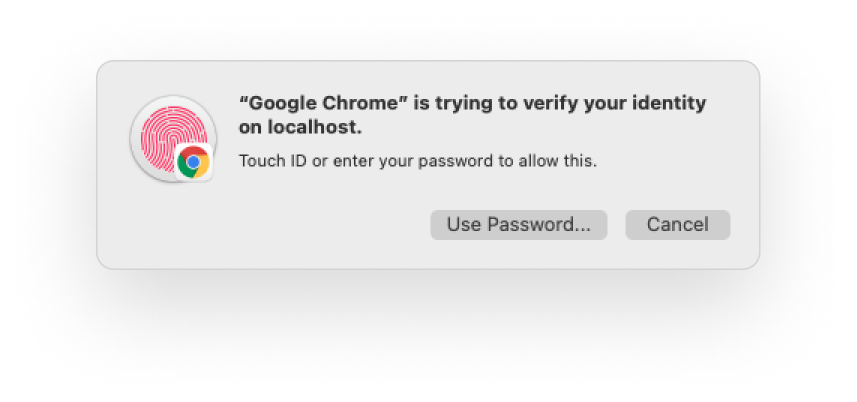 “Google Chrome” is trying to verify your identity
on localhost.
Touch ID or enter your password to allow this.
Use Password...
Cancel